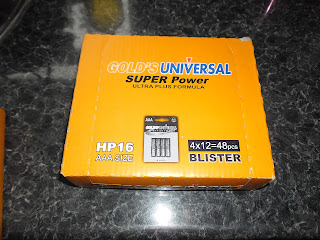 GOLD'S UNIVERSAL
SUPER Power
ULTRA PLUS FORMULA
AAA
HP16
AAA SIZE
4x12=48pcs
BLISTER